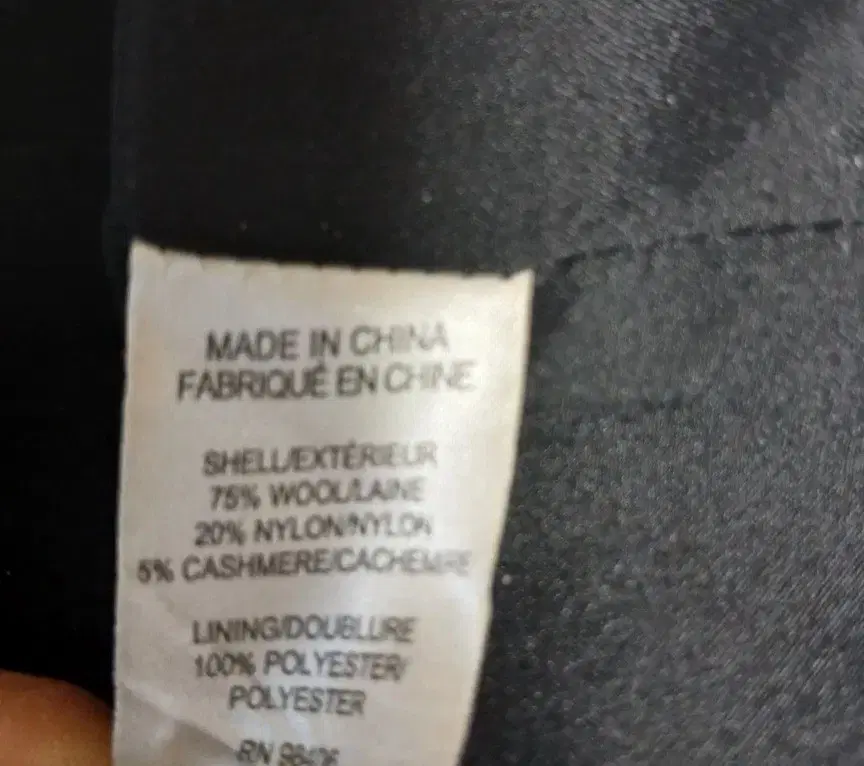 MADE IN CHINA
FABRIQUÉ EN CHINE
SHELL/EXTÉRIEUR
75% WOOL/LAINE
20% NYLON/NYLON
5% CASHMERE/CACHEMIRE
LINING/DOUBLURE
100% POLYESTER/
POLYESTER
RN